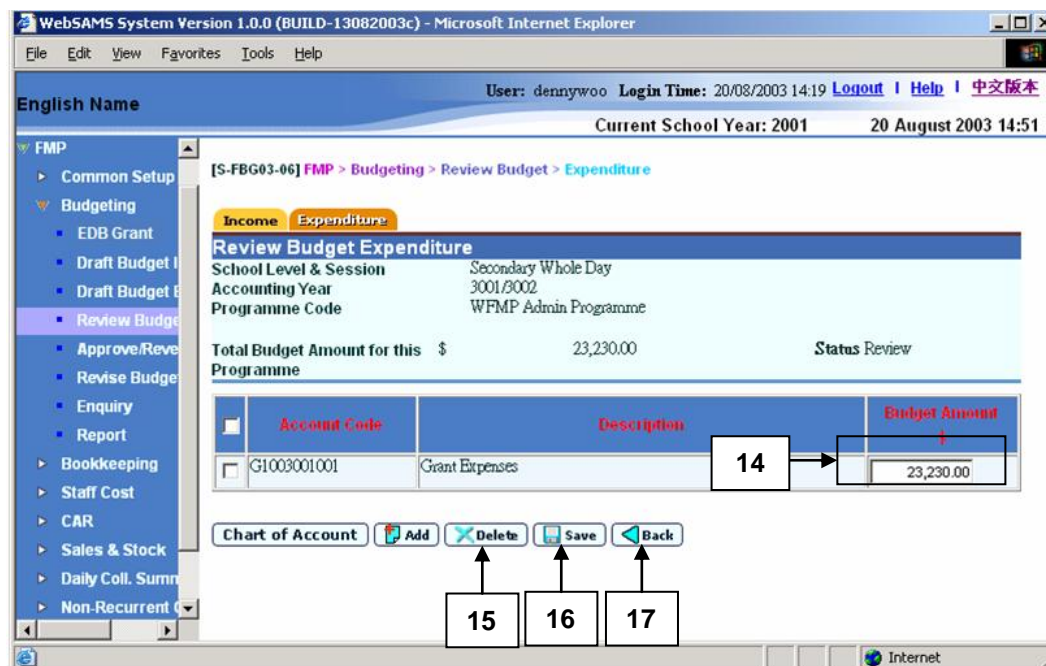 WebSAMS System Version 1.0.0 (BUILD-13082003c) - Microsoft Internet Explorer
File Edit View Favorites Tools Help
English Name
User: dennywoo Login Time: 20/08/2003 14:19 Logout | Help | 中文版本
Current School Year: 2001 20 August 2003 14:51
FMP
Common Setup
Budgeting
EDB Grant
Draft Budget I
Draft Budget E
Review Budge
Approve/Reve
Revise Budge
Enquiry
Report
Bookkeeping
Staff Cost
CAR
Sales & Stock
Daily Coll. Summ
Non-Recurrent
[S-FBG03-06] FMP > Budgeting > Review Budget > Expenditure
Income Expenditure
Review Budget Expenditure
School Level & Session Secondary Whole Day
Accounting Year 3001/3002
Programme Code WFMP Admin Programme
Total Budget Amount for this $ 23,230.00 Status Review
Programme
Account Code Description Budget Amount
G1003001001 Grant Expenses 23,230.00
14
Chart of Account Add Delete Save Back
15 16 17
Internet